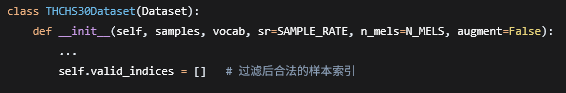 class THCHS30Dataset(Dataset):
    def __init__(self, samples, vocab, sr=SAMPLE_RATE, n_mels=N_MELS, augment=False):
        ...
        self.valid_indices = []   # 过滤后合法的样本索引